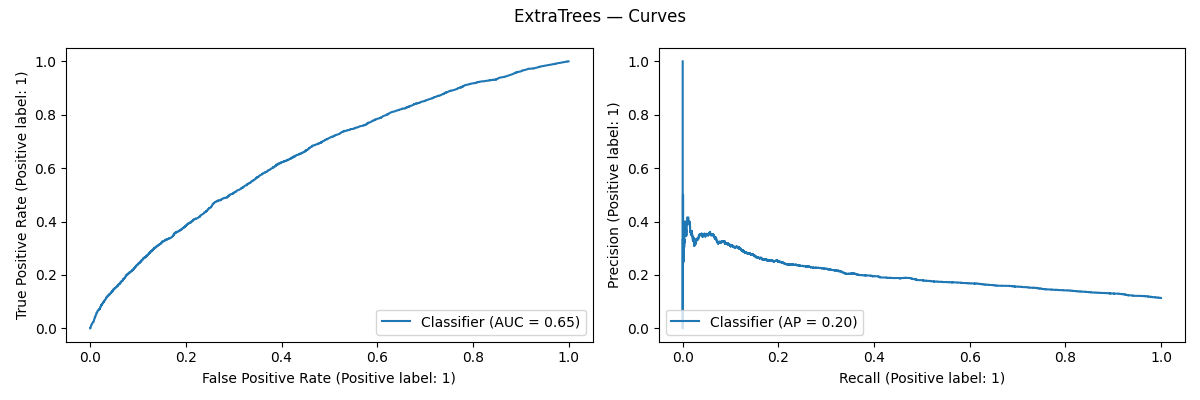 ExtraTrees — Curves
True Positive Rate (Positive label: 1)
1.0
0.8
0.6
0.4
0.2
0.0
0.0 0.2 0.4 0.6 0.8 1.0
False Positive Rate (Positive label: 1)
Classifier (AUC = 0.65)
Precision (Positive label: 1)
1.0
0.8
0.6
0.4
0.2
0.0
0.0 0.2 0.4 0.6 0.8 1.0
Recall (Positive label: 1)
Classifier (AP = 0.20)